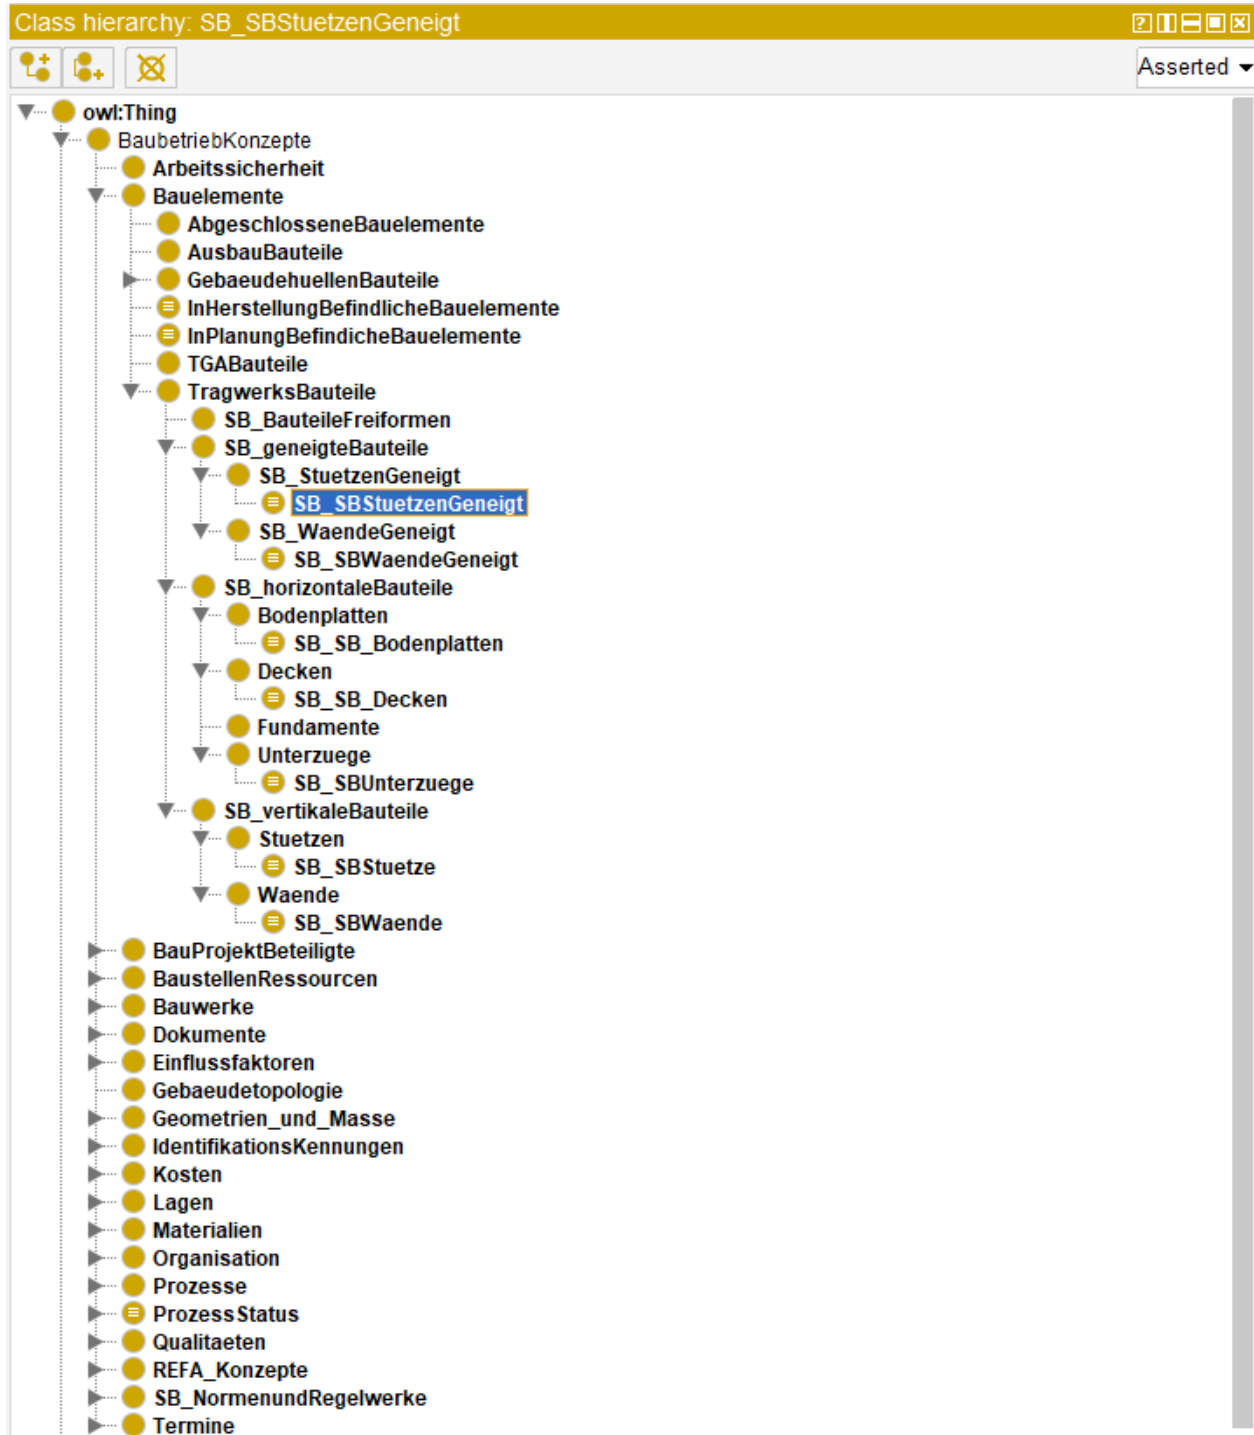 Class hierarchy: SB_SBStuetzenGeneigt
Asserted
owl:Thing
BaubetriebKonzepte
Arbeitssicherheit
Bauelemente
AbgeschlosseneBauelemente
AusbauBauteile
GebaeudehuellenBauteile
InHerstellungBefindlicheBauelemente
InPlanungBefindicheBauelemente
TGABauteile
TragwerksBauteile
SB_BauteileFreiformen
SB_geneigteBauteile
SB_StuetzenGeneigt
SB_SBStuetzenGeneigt
SB_WaendeGeneigt
SB_SBWaendeGeneigt
SB_horizontaleBauteile
Bodenplatten
SB_SB_Bodenplatten
Decken
SB_SB_Decken
Fundamente
Unterzuege
SB_SBUnterzuege
SB_vertikaleBauteile
Stuetzen
SB_SBStuetze
Waende
SB_SBWaende
BauProjektBeteiligte
BaustellenRessourcen
Bauwerke
Dokumente
Einflussfaktoren
Gebaeudetopologie
Geometrien_und_Masse
IdentifikationsKennungen
Kosten
Lagen
Materialien
Organisation
Prozesse
ProzessStatus
Qualitaeten
REFA_Konzepte
SB_NormenundRegelwerke
Termine